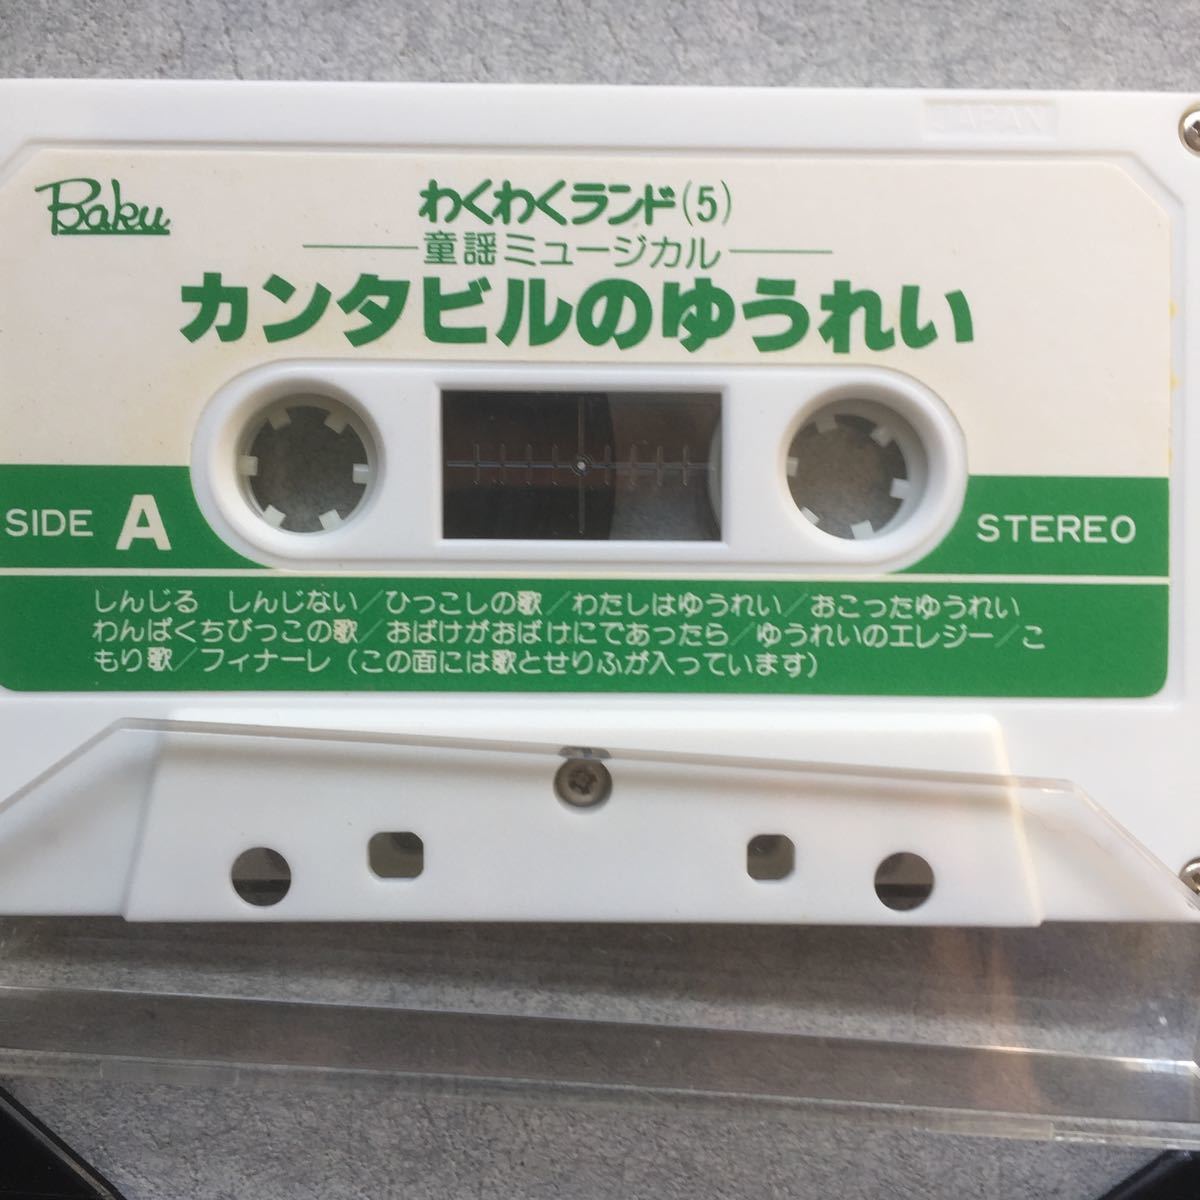 JAPAN
Baku
わくわくランド(5)
童謡ミュージカル
カンタビルのゆうれい
SIDE A
STEREO
しんじる　しんじない/ひっこしの歌/わたしはゆうれい/おこったゆうれい
わんぱくちびっこの歌/おばけがおばけにであったら/ゆうれいのエレジー/こ
もり歌/フィナーレ（この面には歌とせりふが入っています）